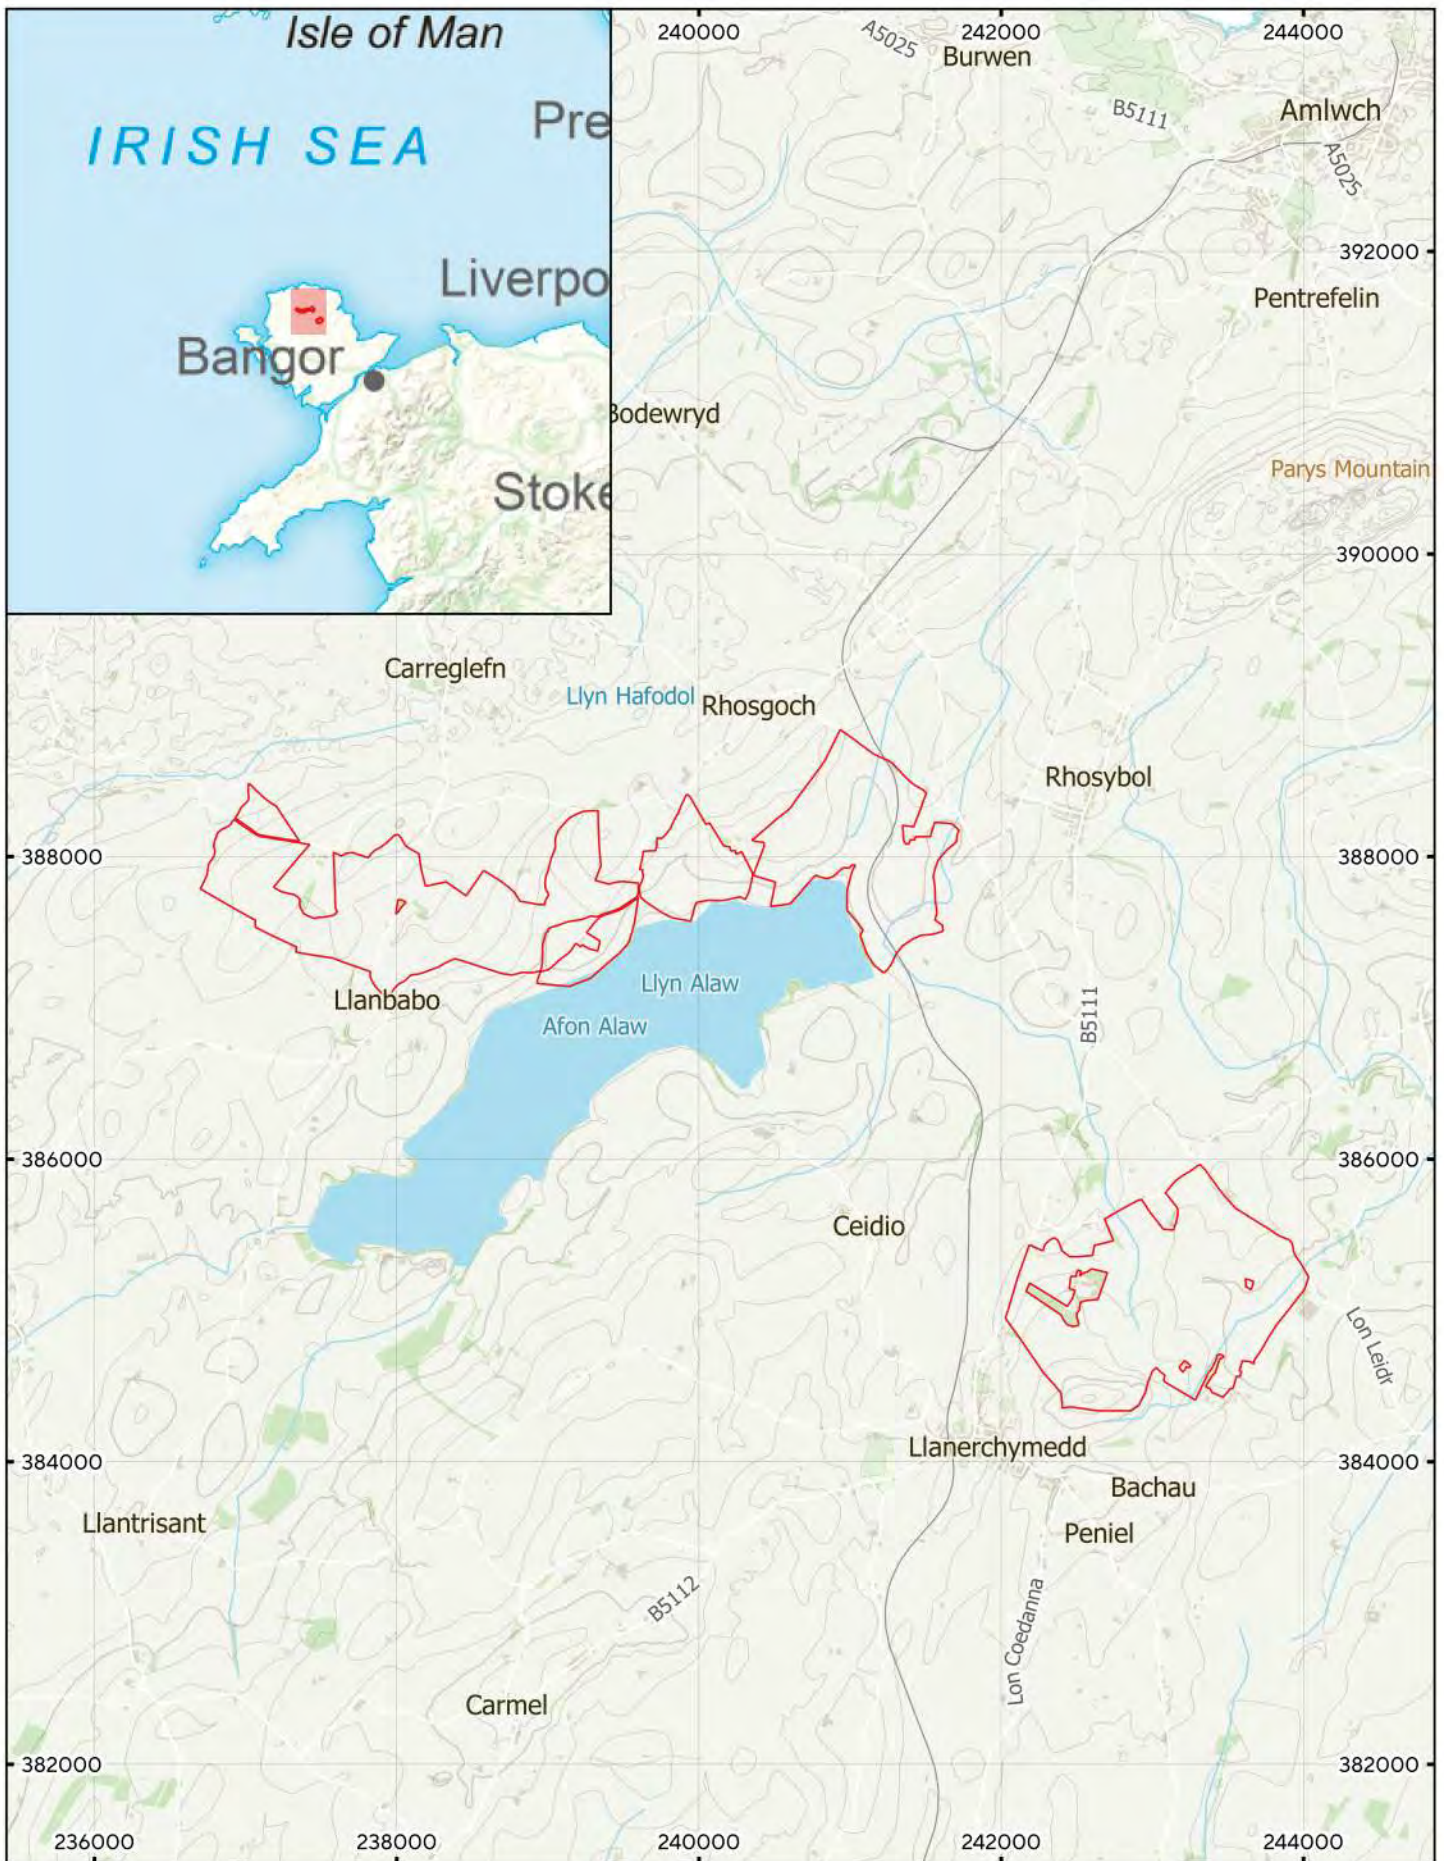 Isle of Man
IRISH SEA
Pre
Liverpo
Bangor
Stoke
240000
242000
244000
A5025
Burwen
B5111
Amlwch
A5025
392000
Pentrefelin
Bodewryd
Parys Mountain
390000
Carreglefn
Llyn Hafodol
Rhosgoch
Rhosybol
388000
388000
Llyn Alaw
Llanbabo
Afon Alaw
B5111
386000
386000
Ceidio
Lon Leidr
Llanerchymedd
384000
384000
Bachau
Llantrisant
Peniel
B5112
Lon Coedanna
Carmel
382000
382000
236000
238000
240000
242000
244000